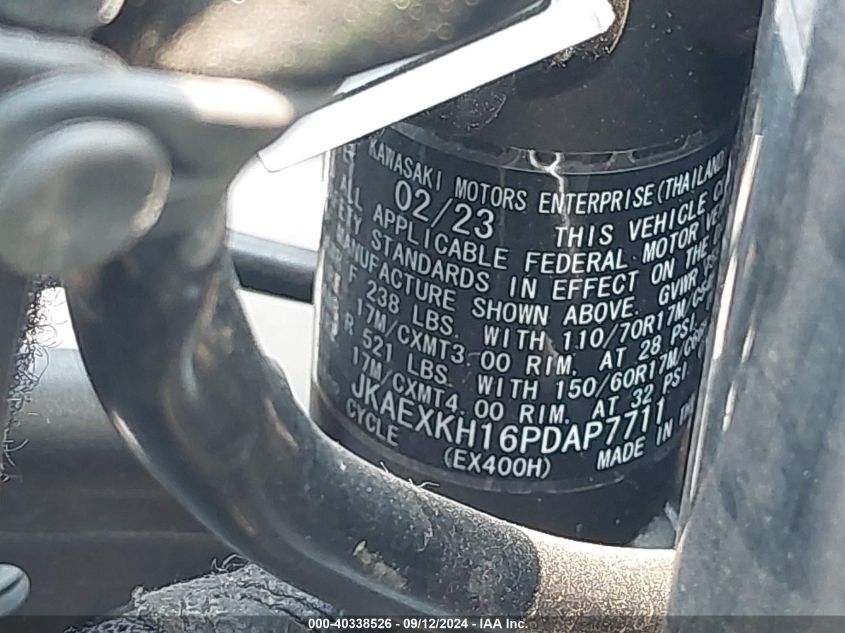 KAWASAKI MOTORS ENTERPRISE (THAILAND
02/23 THIS VEHICLE
ALL APPLICABLE FEDERAL MOTOR
STANDARDS IN EFFECT ON THE
MANUFACTURE SHOWN ABOVE. GVWR
F 238 LBS. WITH 110/70R17M/C
17M/CXMT3.00 RIM. AT 28 PSI
R 521 LBS. WITH 150/60R17M/C
17M/CXMT4.00 RIM. AT 32 PSI
JKAEXKH16PDAP7711
CYCLE (EX400H) MADE IN
000-40338526 - 09/12/2024 - IAA Inc.